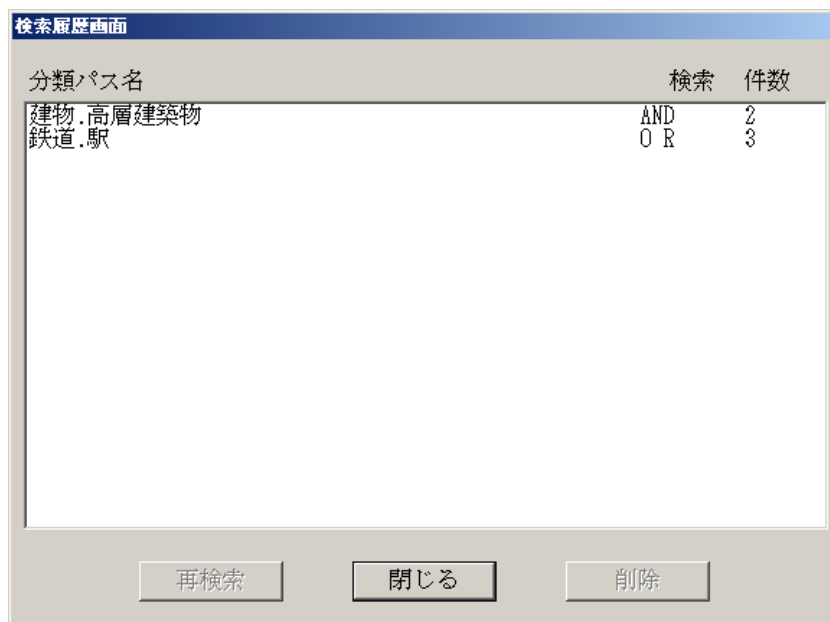 検索履歴画面
分類パス名 検索 件数
建物.高層建築物 AND 2
鉄道.駅 O R 3
再検索 閉じる 削除